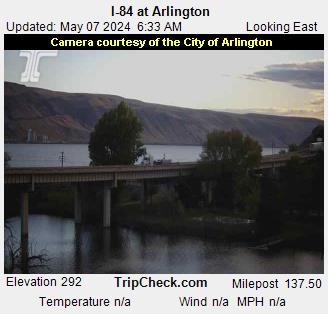 I-84 at Arlington
Updated: May 07 2024 6:33 AM Looking East
Camera courtesy of the City of Arlington
Elevation 292 TripCheck.com Milepost 137.50
Temperature n/a Wind n/a MPH n/a